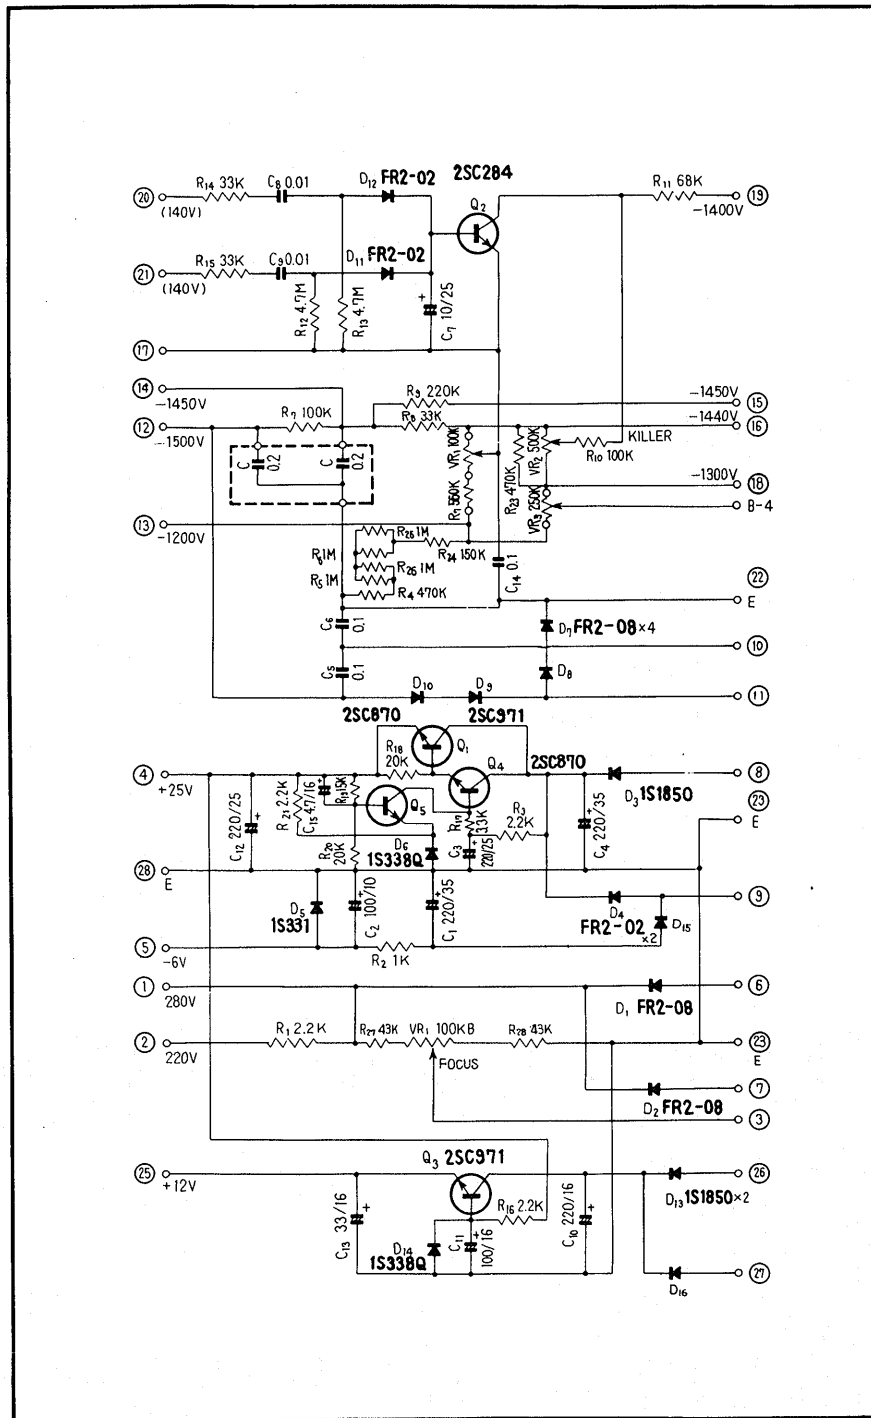 2SC284
R14 33K
C8 0.01
D12 FR2-02
Q2
R11 68K
20
(140V)
19
-1400V
R15 33K
C9 0.01
D11 FR2-02
21
(140V)
R12 4.7M
R13 4.7M
C7 10/25
17
14
-1450V
R9 220K
-1450V
15
R7 100K
R8 33K
-1440V
12
-1500V
16
KILLER
C 0.2
C 0.2
VR1 100K
R23 470K
VR2 500K
R10 100K
-1300V
18
R7 560K
VR3 250K
B-4
13
-1200V
R25 1M
R6 1M
R24 150K
R26 1M
R5 1M
R4 470K
C14 0.1
22
E
C6 0.1
D7 FR2-08×4
10
C5 0.1
D8
D10
D9
11
2SC870
2SC971
R18 20K
Q1
Q4
2SC870
4
+25V
8
D3 1S1850
23
E
C12 220/25
R21 2.2K
C15 47/16
R19 15K
Q5
R17 3.3K
R3 2.2K
C4 220/35
R20 20K
D6
1S338Q
C3 220/25
28
E
D5
1S331
C2 100/10
C1 220/35
D4
FR2-02
×2
D15
9
5
-6V
R2 1K
1
280V
D1 FR2-08
6
R1 2.2K
R27 43K
VR1 100KB
R28 43K
2
220V
23
E
FOCUS
D2 FR2-08
7
3
Q3 2SC971
25
+12V
26
D13 1S1850×2
C13 33/16
R16 2.2K
C10 220/16
D14
1S338Q
C11 100/16
27
D16